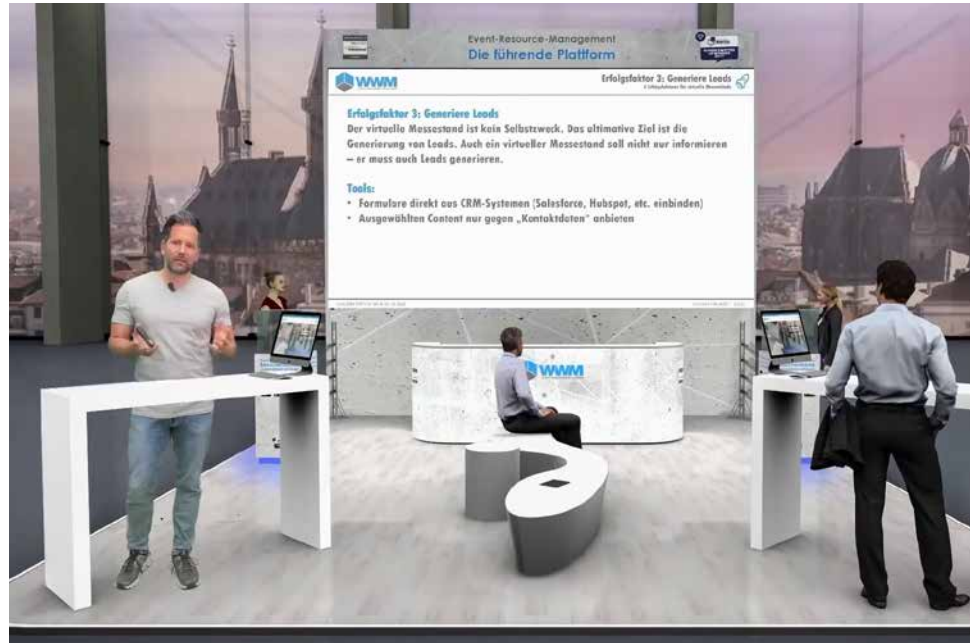 Event-Resource-Management
Die führende Plattform
WWM
Erfolgsfaktor 3: Generiere Leads
Erfolgsfaktor 3: Generiere Leads
Der virtuelle Messestand ist kein Selbstzweck. Das ultimative Ziel ist die
Generierung von Leads. Auch ein virtueller Messestand soll nicht nur informieren
– er muss auch Leads generieren.
Tools:
• Formulare direkt aus CRM-Systemen (Salesforce, Hubspot, etc. einbinden)
• Ausgewählten Content nur gegen „Kontaktdaten“ anbieten
WWM